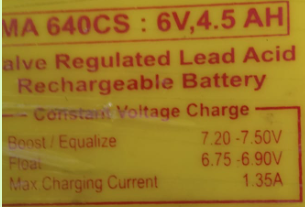 MA 640CS : 6V,4.5 AH
alve Regulated Lead Acid
Rechargeable Battery
Constant Voltage Charge
Boost / Equalize 7.20 -7.50V
Float 6.75 -6.90V
Max Charging Current 1.35A